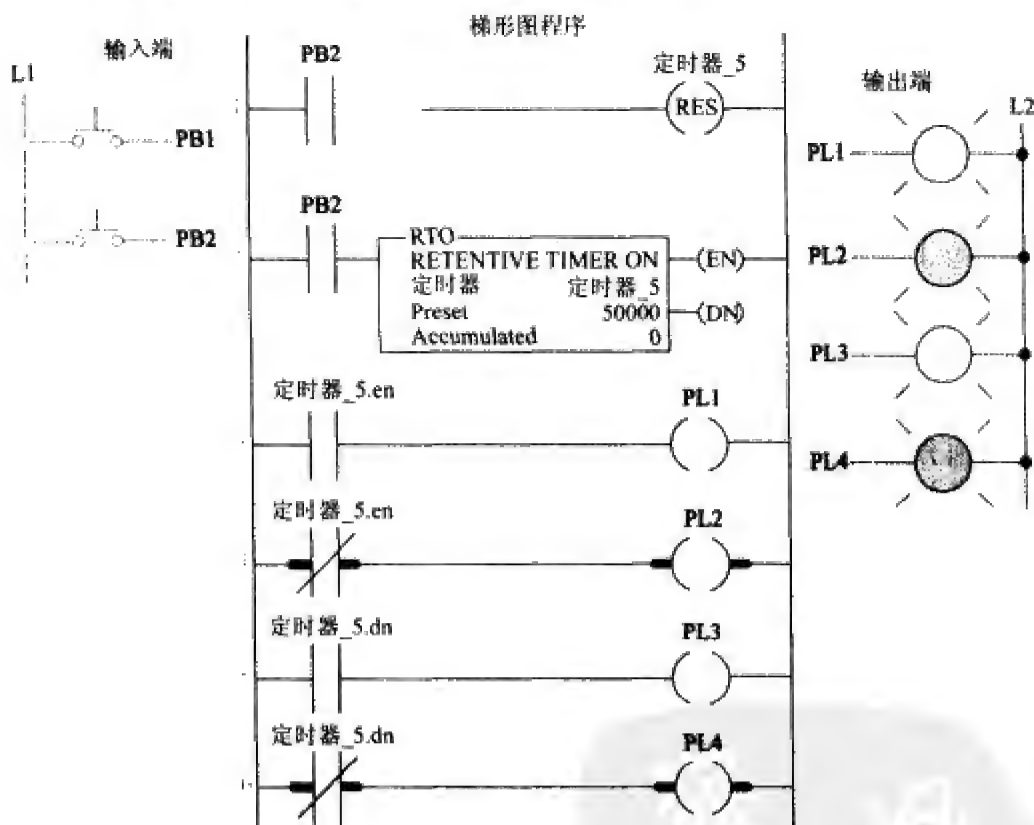 梯形图程序
输入端
L1
PB1
PB2
PB2
定时器_5
RES
PB2
RTO
RETENTIVE TIMER ON
定时器 定时器_5
Preset 50000
Accumulated 0
(EN)
(DN)
定时器_5.en
PL1
定时器_5.en
PL2
定时器_5.dn
PL3
定时器_5.dn
PL4
输出端
L2
PL1
PL2
PL3
PL4